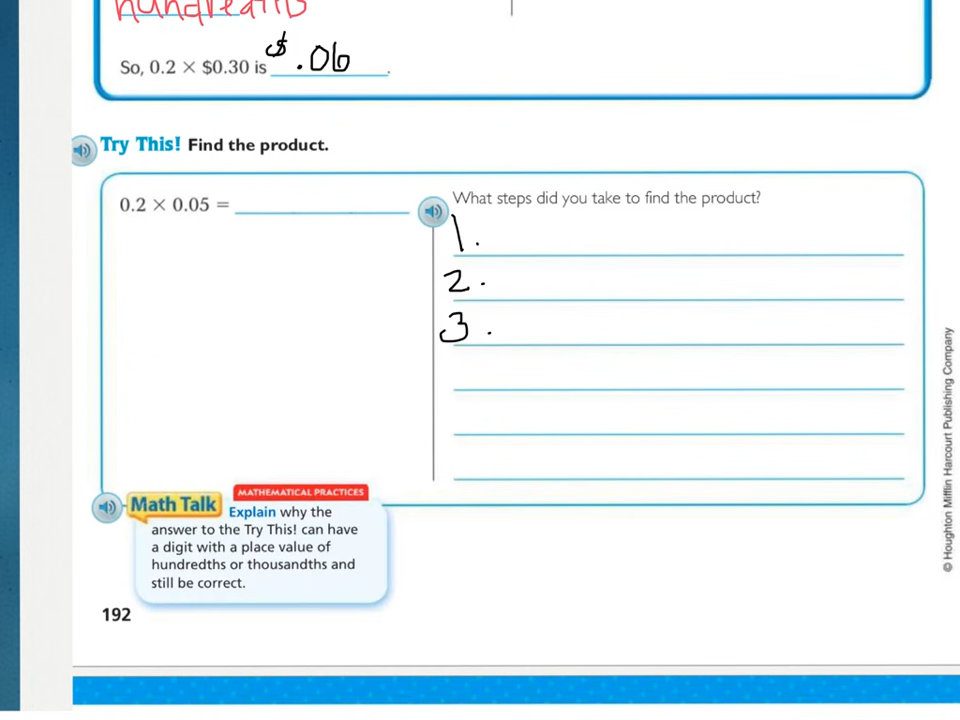 hundredths
So, 0.2 × $0.30 is $ .06 .
Try This! Find the product.
0.2 × 0.05 =
What steps did you take to find the product?
1.
2.
3.
MATHEMATICAL PRACTICES
Math Talk
Explain why the
answer to the Try This! can have
a digit with a place value of
hundredths or thousandths and
still be correct.
192
© Houghton Mifflin Harcourt Publishing Company